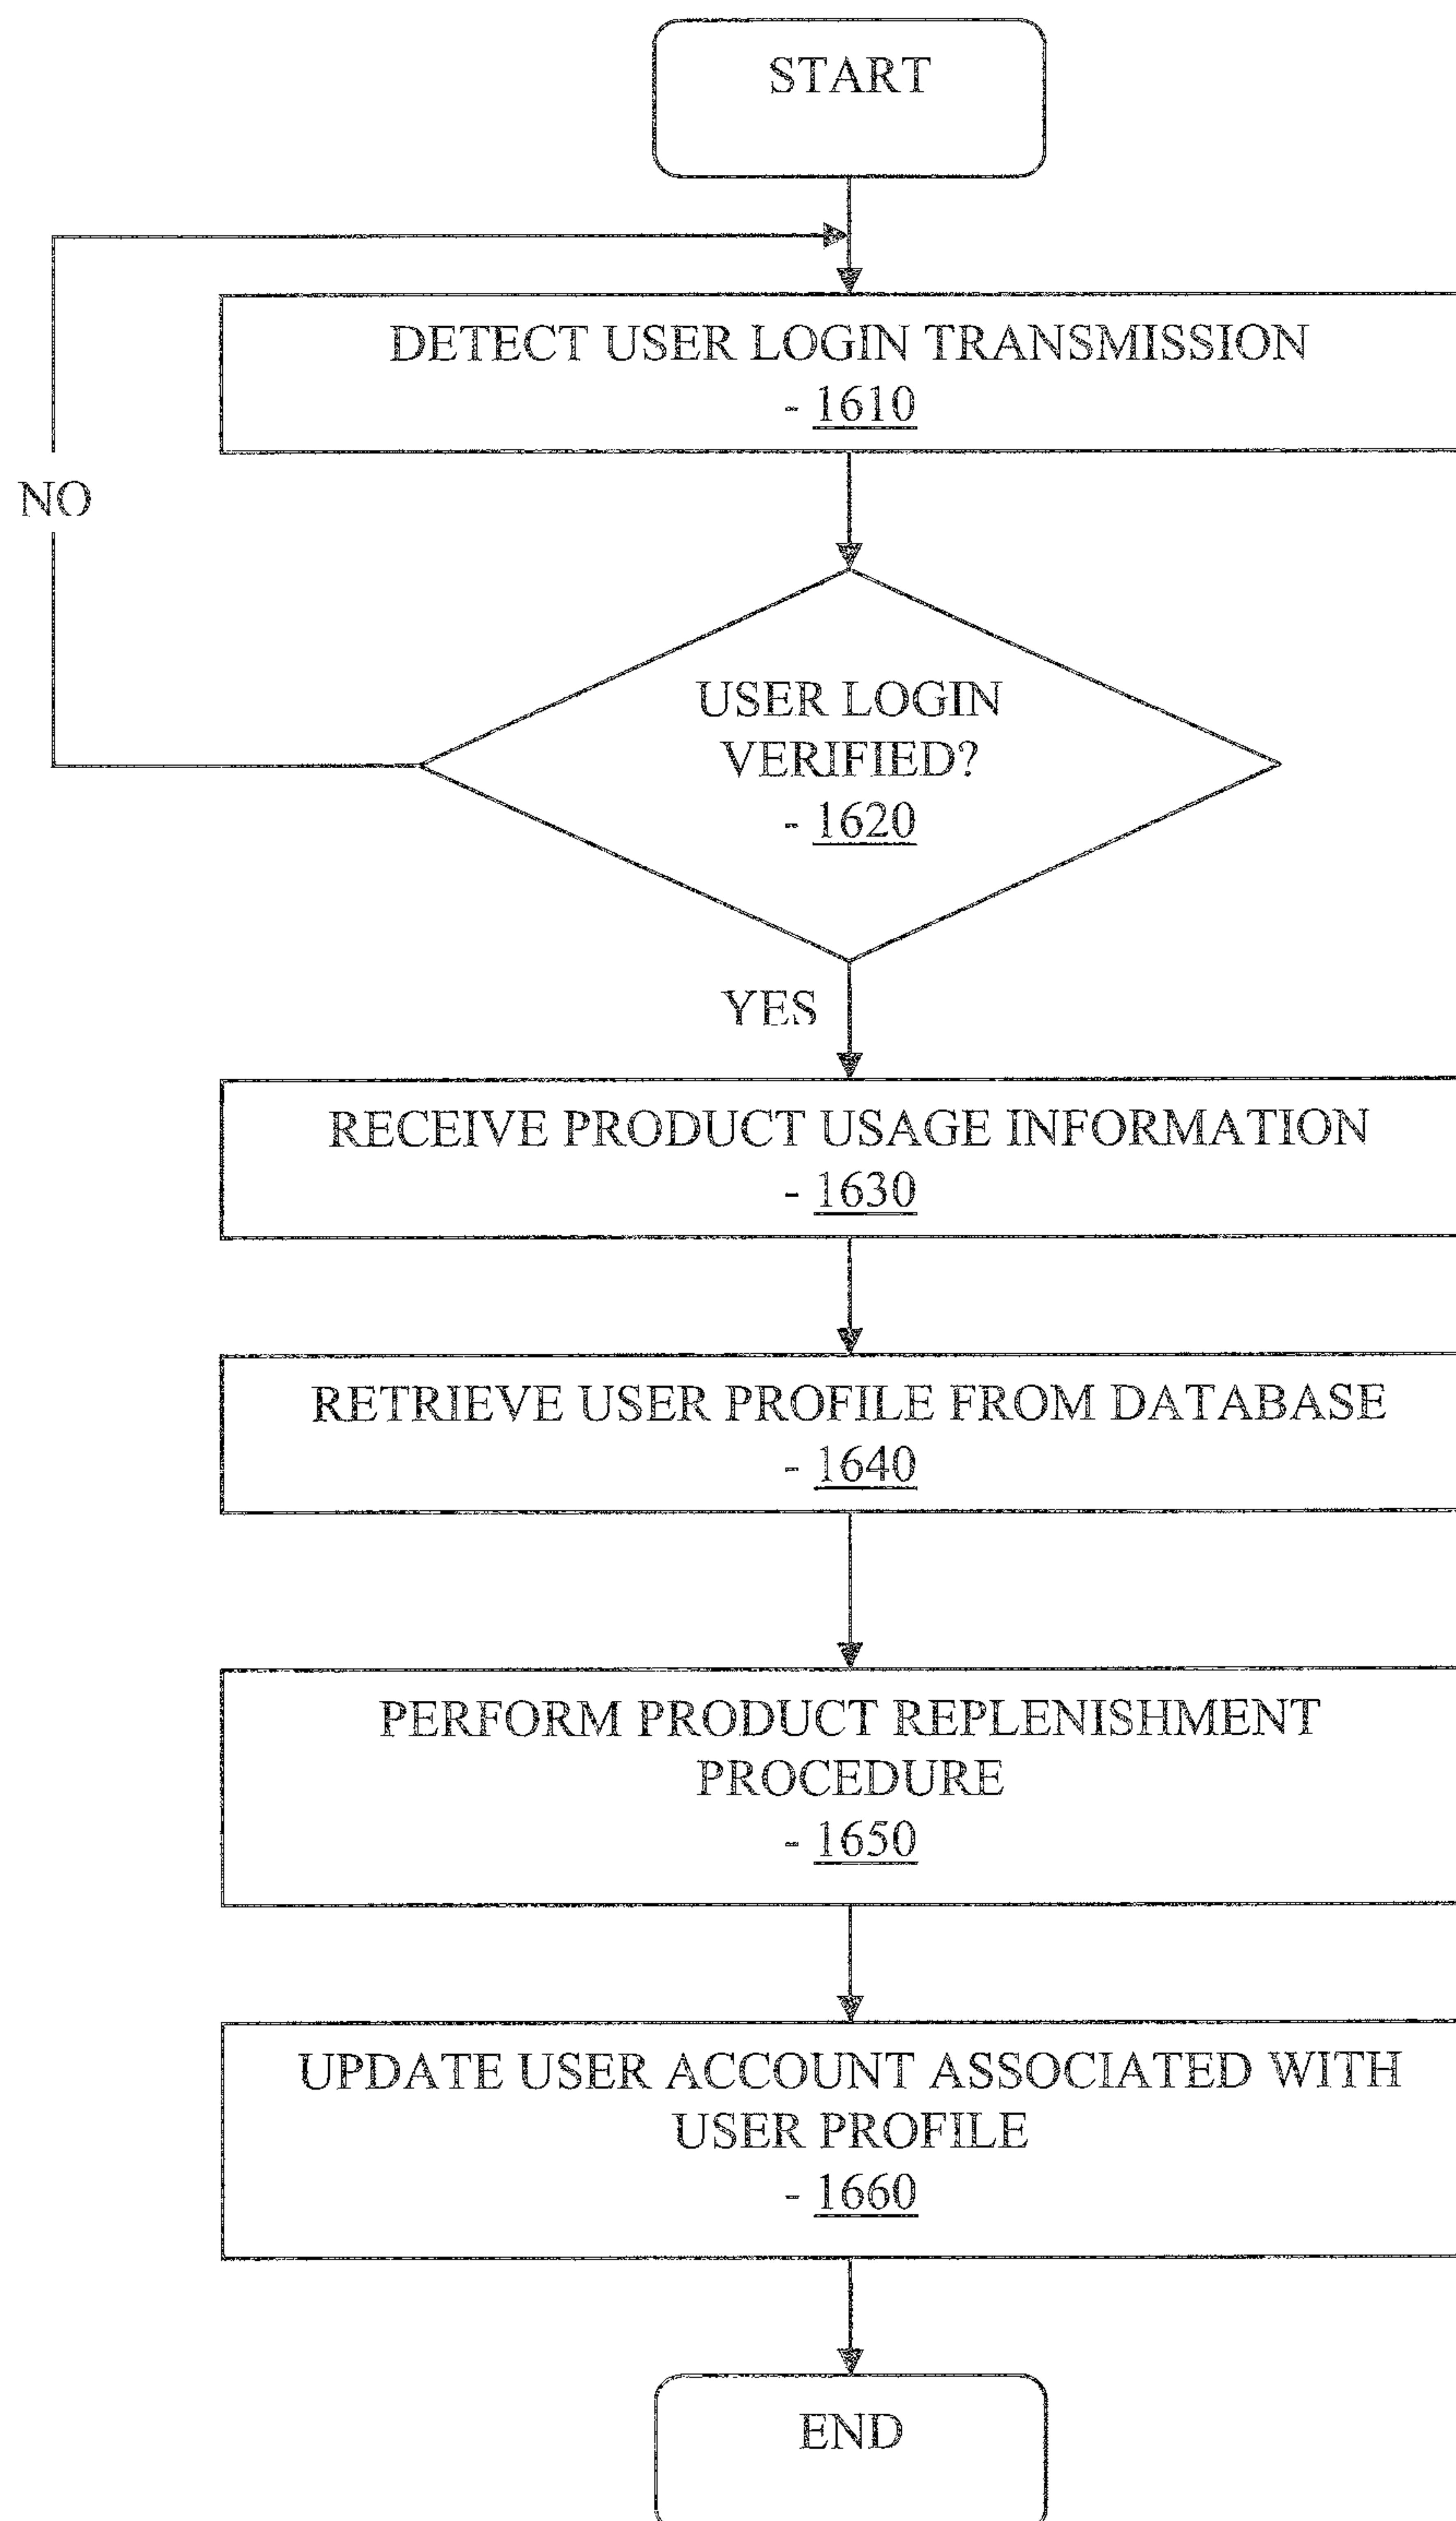 START
DETECT USER LOGIN TRANSMISSION
- 1610
NO
USER LOGIN
VERIFIED?
- 1620
YES
RECEIVE PRODUCT USAGE INFORMATION
- 1630
RETRIEVE USER PROFILE FROM DATABASE
- 1640
PERFORM PRODUCT REPLENISHMENT
PROCEDURE
- 1650
UPDATE USER ACCOUNT ASSOCIATED WITH
USER PROFILE
- 1660
END